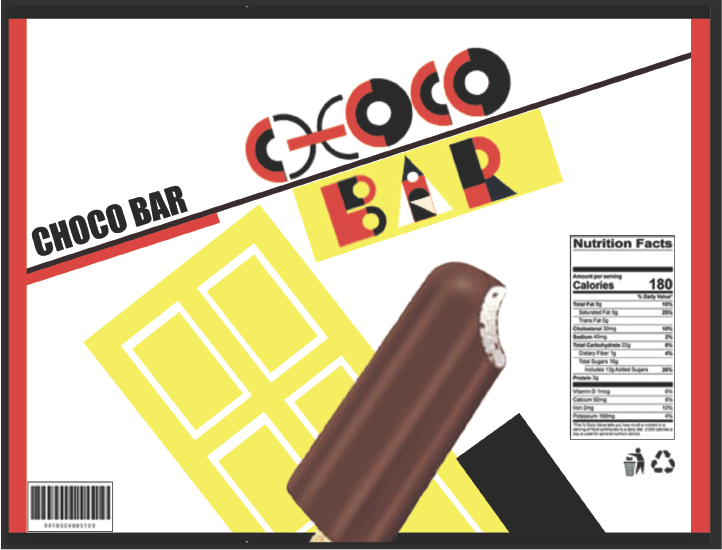 CHOCO
BAR
CHOCO BAR
Nutrition Facts
Amount per serving
Calories 180
% Daily Value*
Total Fat 8g 10%
Saturated Fat 5g 25%
Trans Fat 0g
Cholesterol 30mg 10%
Sodium 45mg 2%
Total Carbohydrate 22g 8%
Dietary Fiber 1g 4%
Total Sugars 16g
Includes 13g Added Sugars 26%
Protein 3g
Vitamin D 1mcg 6%
Calcium 92mg 6%
Iron 2mg 10%
Potassium 169mg 4%